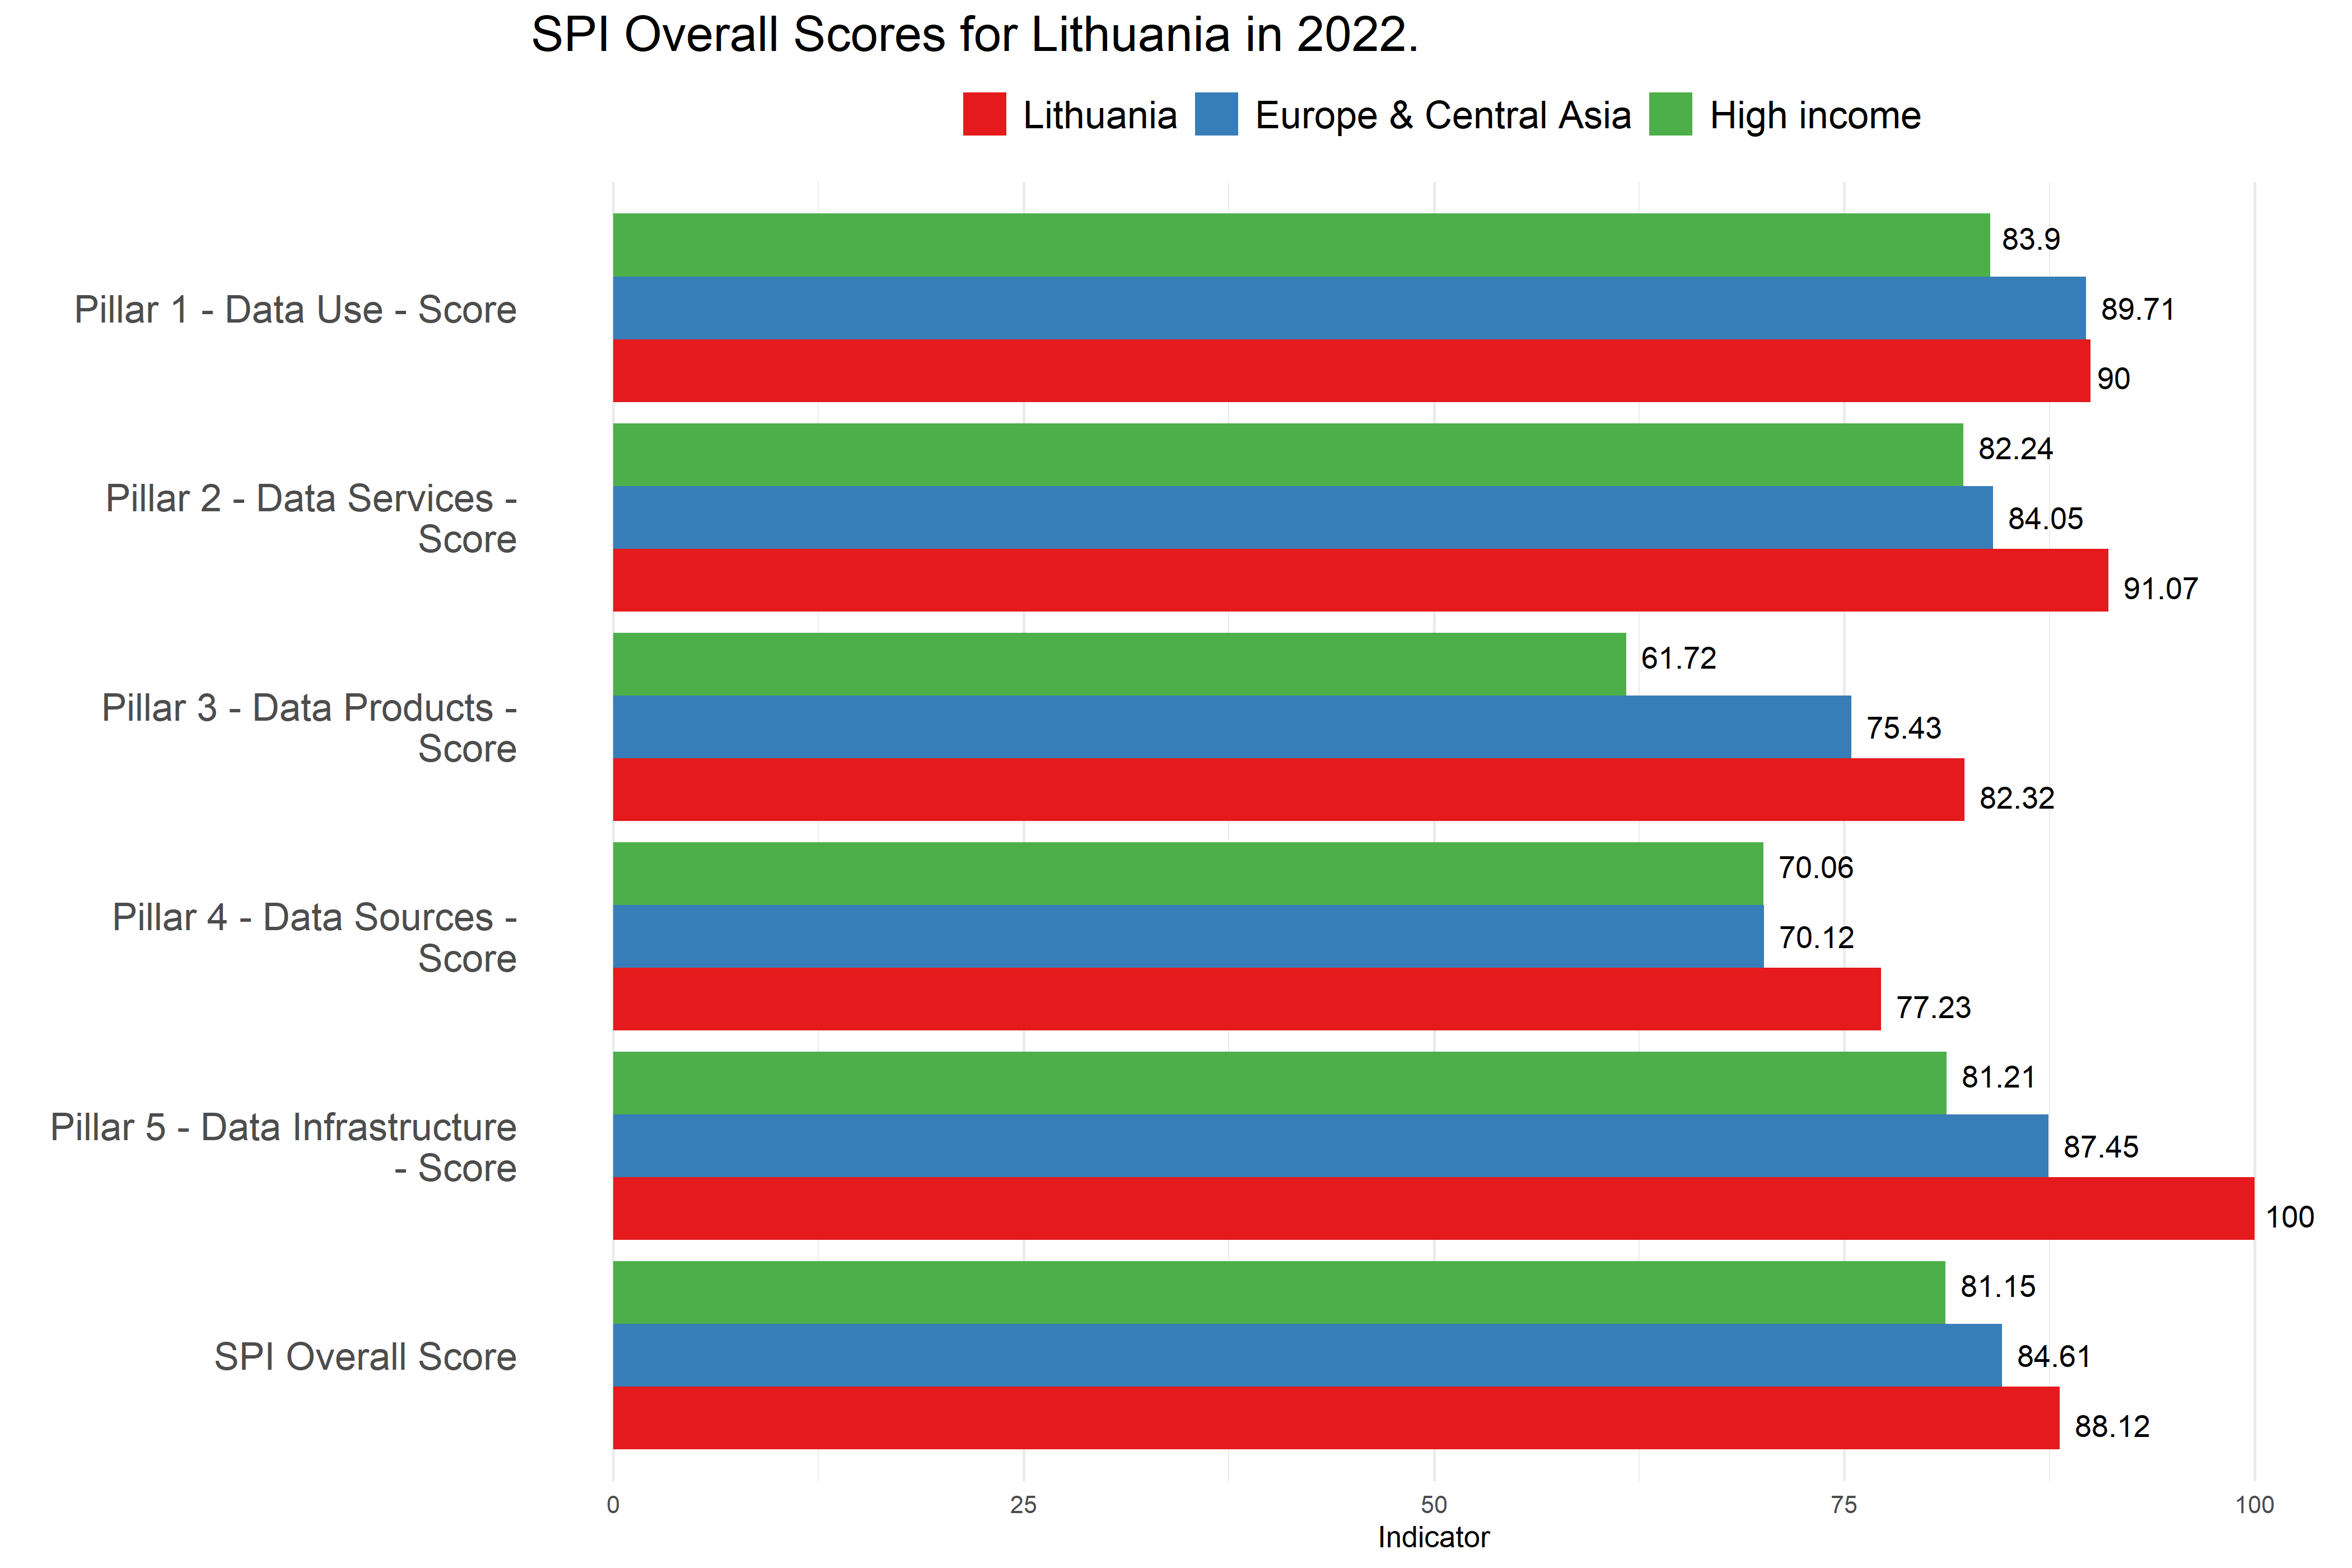 SPI Overall Scores for Lithuania in 2022.
Lithuania Europe & Central Asia High income
Pillar 1 - Data Use - Score
83.9
89.71
90
Pillar 2 - Data Services -
Score
82.24
84.05
91.07
Pillar 3 - Data Products -
Score
61.72
75.43
82.32
Pillar 4 - Data Sources -
Score
70.06
70.12
77.23
Pillar 5 - Data Infrastructure
- Score
81.21
87.45
100
SPI Overall Score
81.15
84.61
88.12
0 25 50 75 100
Indicator